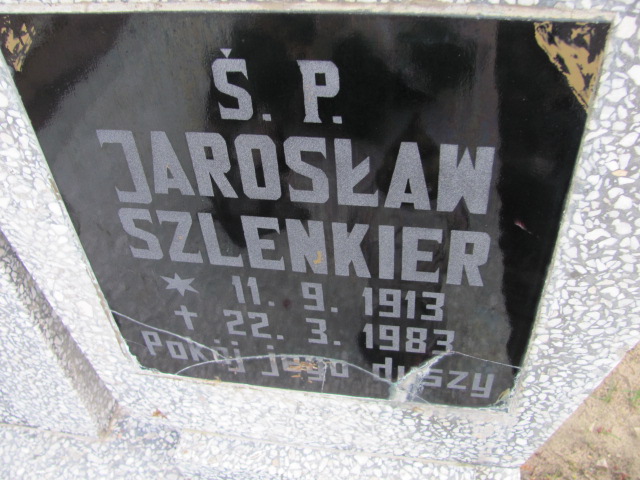 Ś. P.
JAROSŁAW
SZLENKIER
* 11. 9. 1913
† 22. 3. 1983
Pokój jego duszy